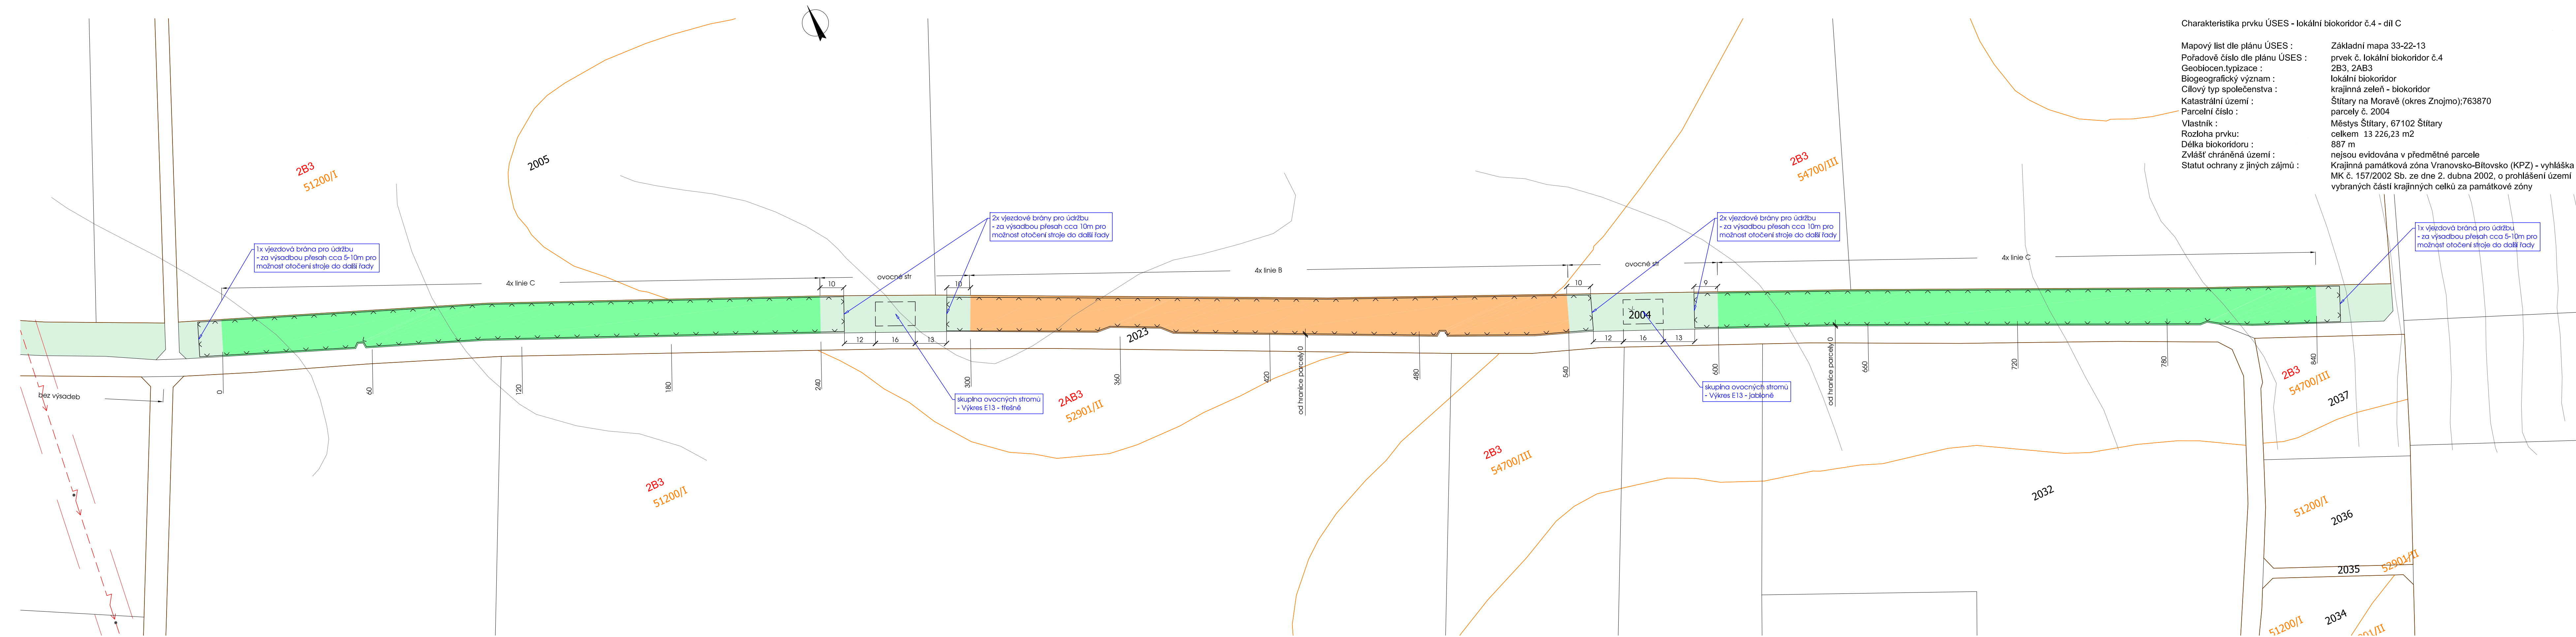 Charakteristika prvku ÚSES - lokální biokoridor č.4 - díl C
Mapový list dle plánu ÚSES : Základní mapa 33-22-13
Pořadové číslo dle plánu ÚSES : prvek č. lokální biokoridor č.4
Geobiocen.typizace : 2B3, 2AB3
Biogeografický význam : lokální biokoridor
Cílový typ společenstva : krajinná zeleň - biokoridor
Katastrální území : Štítary na Moravě (okres Znojmo);763870
Parcelní číslo : parcely č. 2004
Vlastník : Městys Štítary, 67102 Štítary
Rozloha prvku: celkem 13 226,23 m2
Délka biokoridoru : 887 m
Zvlášť chráněná území : nejsou evidována v předmětné parcele
Statut ochrany z jiných zájmů : Krajinná památková zóna Vranovsko-Bítovsko (KPZ) - vyhláška
MK č. 157/2002 Sb. ze dne 2. dubna 2002, o prohlášení území
vybraných částí krajinných celků za památkové zóny
2B3
51200/I
2005
2B3
54700/III
1x vjezdová brána pro údržbu
- za výsadbou přesah cca 5-10m pro
možnost otočení stroje do další řady
2x vjezdové brány pro údržbu
- za výsadbou přesah cca 10m pro
možnost otočení stroje do další řady
2x vjezdové brány pro údržbu
- za výsadbou přesah cca 10m pro
možnost otočení stroje do další řady
1x vjezdová brána pro údržbu
- za výsadbou přesah cca 5-10m pro
možnost otočení stroje do další řady
4x linie C
ovocné str
4x linie B
ovocné str
4x linie C
10
10
10
9
2004
2023
12
16
13
12
16
13
0
60
120
180
240
300
360
420
480
540
600
660
720
780
840
od hranice parcely 0
od hranice parcely 0
bez výsadeb
skupina ovocných stromů
- Výkres E13 - třešně
skupina ovocných stromů
- Výkres E13 - jabloně
2AB3
52901/II
2B3
54700/III
2037
2B3
54700/III
2B3
51200/I
2032
51200/I
2036
52901/II
2035
51200/I
2034